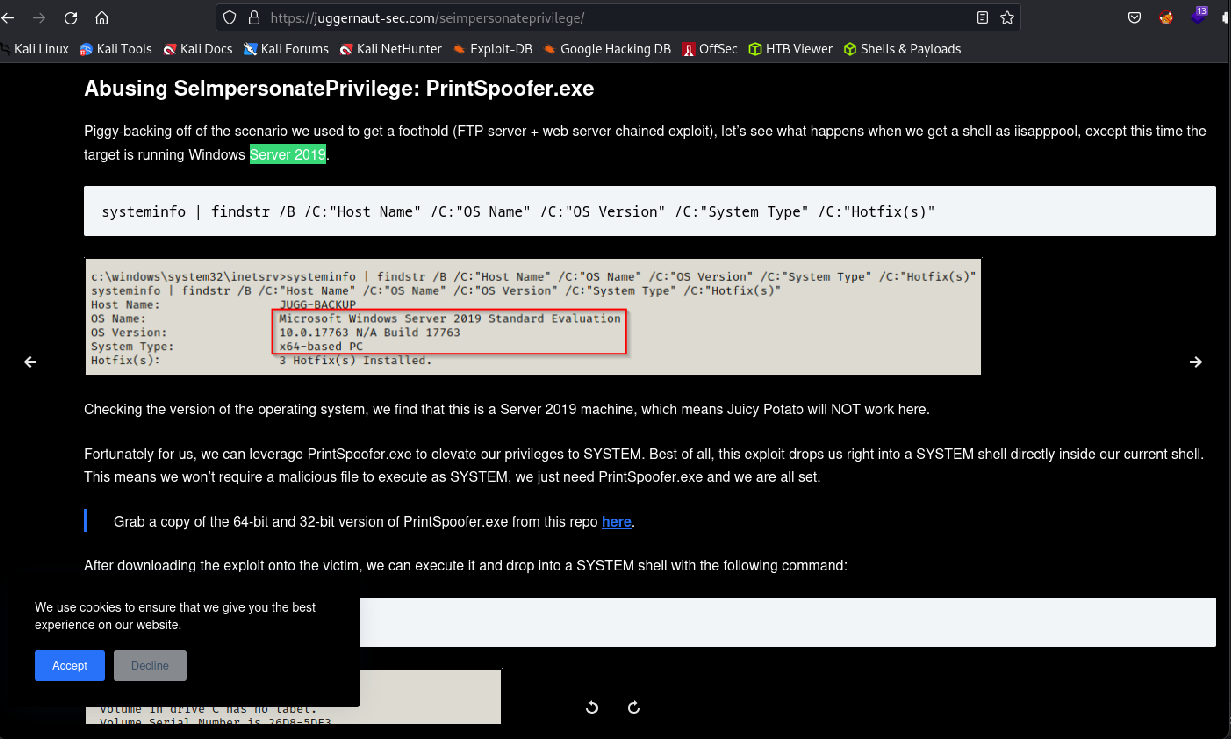 https://juggernaut-sec.com/seimpersonateprivilege/
13
Kali Linux Kali Tools Kali Docs Kali Forums Kali NetHunter Exploit-DB Google Hacking DB OffSec HTB Viewer Shells & Payloads
Abusing SeImpersonatePrivilege: PrintSpoofer.exe
Piggy-backing off of the scenario we used to get a foothold (FTP server + web server chained exploit), let's see what happens when we get a shell as iisapppool, except this time the
target is running Windows Server 2019.
systeminfo | findstr /B /C:"Host Name" /C:"OS Name" /C:"OS Version" /C:"System Type" /C:"Hotfix(s)"
c:\windows\system32\inetsrv>systeminfo | findstr /B /C:"Host Name" /C:"OS Name" /C:"OS Version" /C:"System Type" /C:"Hotfix(s)"
systeminfo | findstr /B /C:"Host Name" /C:"OS Name" /C:"OS Version" /C:"System Type" /C:"Hotfix(s)"
Host Name: JUGG-BACKUP
OS Name: Microsoft Windows Server 2019 Standard Evaluation
OS Version: 10.0.17763 N/A Build 17763
System Type: x64-based PC
Hotfix(s): 3 Hotfix(s) Installed.
Checking the version of the operating system, we find that this is a Server 2019 machine, which means Juicy Potato will NOT work here.
Fortunately for us, we can leverage PrintSpoofer.exe to elevate our privileges to SYSTEM. Best of all, this exploit drops us right into a SYSTEM shell directly inside our current shell.
This means we won't require a malicious file to execute as SYSTEM, we just need PrintSpoofer.exe and we are all set.
Grab a copy of the 64-bit and 32-bit version of PrintSpoofer.exe from this repo here.
After downloading the exploit onto the victim, we can execute it and drop into a SYSTEM shell with the following command:
We use cookies to ensure that we give you the best
experience on our website.
Accept Decline
Volume in drive C has no label.
Volume Serial Number is 26D8-5DF3